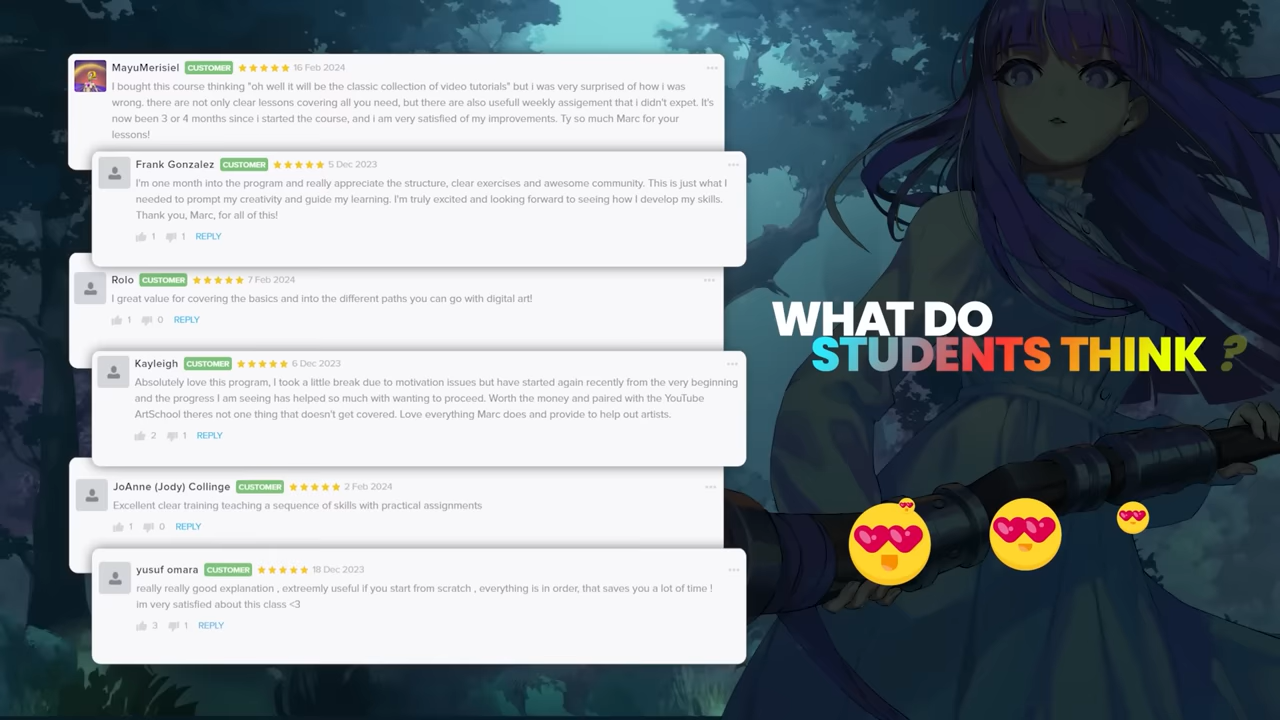 MayuMerisiel CUSTOMER 16 Feb 2024
I bought this course thinking "oh well it will be the classic collection of video tutorials" but i was very surprised of how i was
wrong. there are not only clear lessons covering all you need, but there are also usefull weekly assigement that i didn't expet. It's
now been 3 or 4 months since i started the course, and i am very satisfied of my improvements. Ty so much Marc for your
lessons!
Frank Gonzalez CUSTOMER 5 Dec 2023
I'm one month into the program and really appreciate the structure, clear exercises and awesome community. This is just what I
needed to prompt my creativity and guide my learning. I'm truly excited and looking forward to seeing how I develop my skills.
Thank you, Marc, for all of this!
1 1 REPLY
Rolo CUSTOMER 7 Feb 2024
I great value for covering the basics and into the different paths you can go with digital art!
1 0 REPLY
Kayleigh CUSTOMER 6 Dec 2023
Absolutely love this program, I took a little break due to motivation issues but have started again recently from the very beginning
and the progress I am seeing has helped so much with wanting to proceed. Worth the money and paired with the YouTube
ArtSchool theres not one thing that doesn't get covered. Love everything Marc does and provide to help out artists.
2 1 REPLY
JoAnne (Jody) Collinge CUSTOMER 2 Feb 2024
Excellent clear training teaching a sequence of skills with practical assignments
1 0 REPLY
yusuf omara CUSTOMER 18 Dec 2023
really really good explanation , extreemly useful if you start from scratch , everything is in order, that saves you a lot of time !
im very satisfied about this class <3
3 1 REPLY
WHAT DO
STUDENTS THINK ?